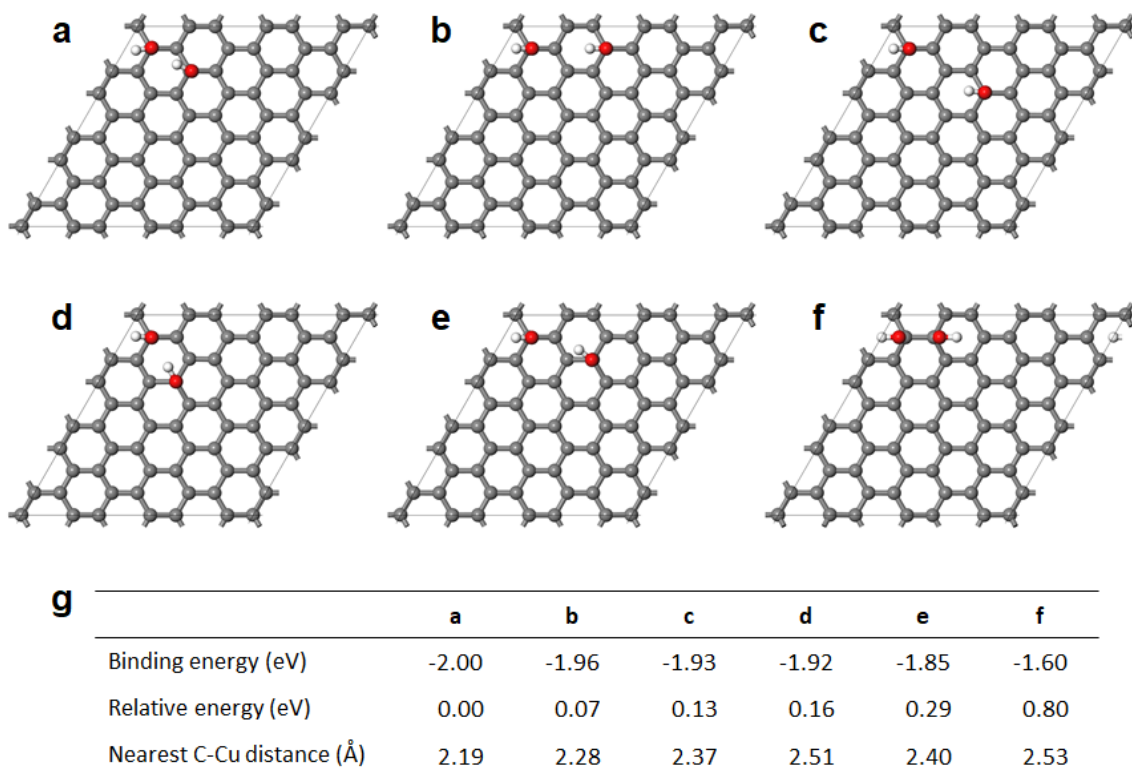 a b c
d e f
g
a b c d e f
Binding energy (eV) -2.00 -1.96 -1.93 -1.92 -1.85 -1.60
Relative energy (eV) 0.00 0.07 0.13 0.16 0.29 0.80
Nearest C-Cu distance (Å) 2.19 2.28 2.37 2.51 2.40 2.53